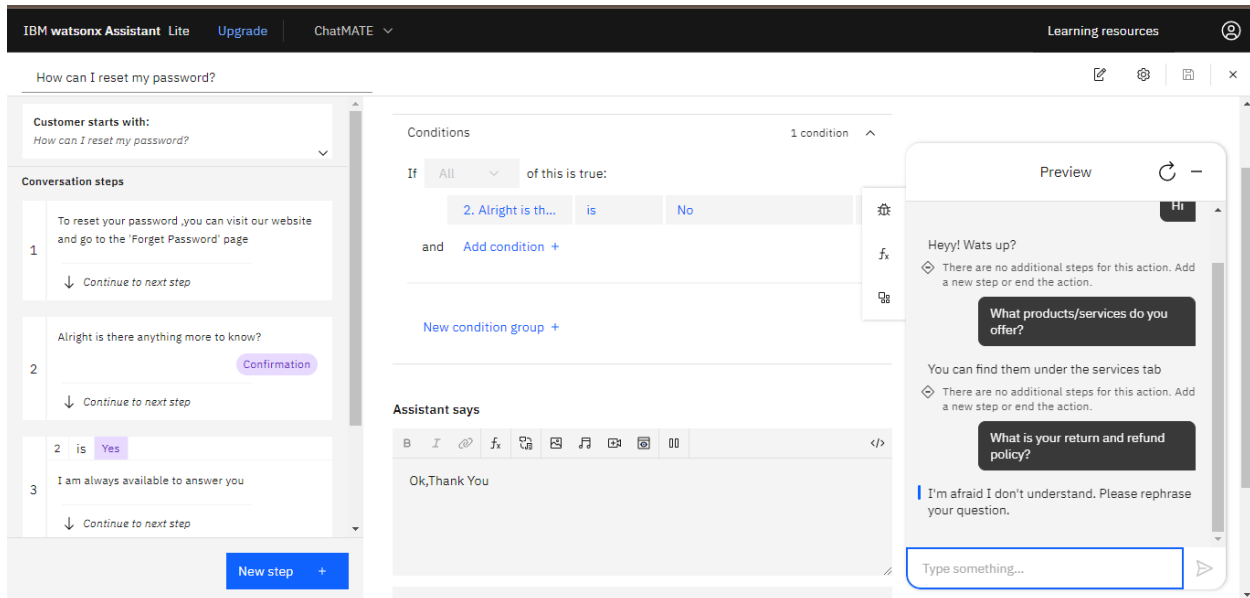 IBM watsonx Assistant Lite Upgrade ChatMATE Learning resources
How can I reset my password?
Customer starts with:
How can I reset my password?
Conversation steps
1
To reset your password ,you can visit our website
and go to the 'Forget Password' page
Continue to next step
2
Alright is there anything more to know?
Confirmation
Continue to next step
3
2 is Yes
I am always available to answer you
Continue to next step
New step +
Conditions 1 condition
If All of this is true:
2. Alright is th... is No
and Add condition +
New condition group +
Assistant says
B I fx </>
Ok,Thank You
fx
Preview
Hi
Heyy! Wats up?
There are no additional steps for this action. Add
a new step or end the action.
What products/services do you
offer?
You can find them under the services tab
There are no additional steps for this action. Add
a new step or end the action.
What is your return and refund
policy?
I'm afraid I don't understand. Please rephrase
your question.
Type something...